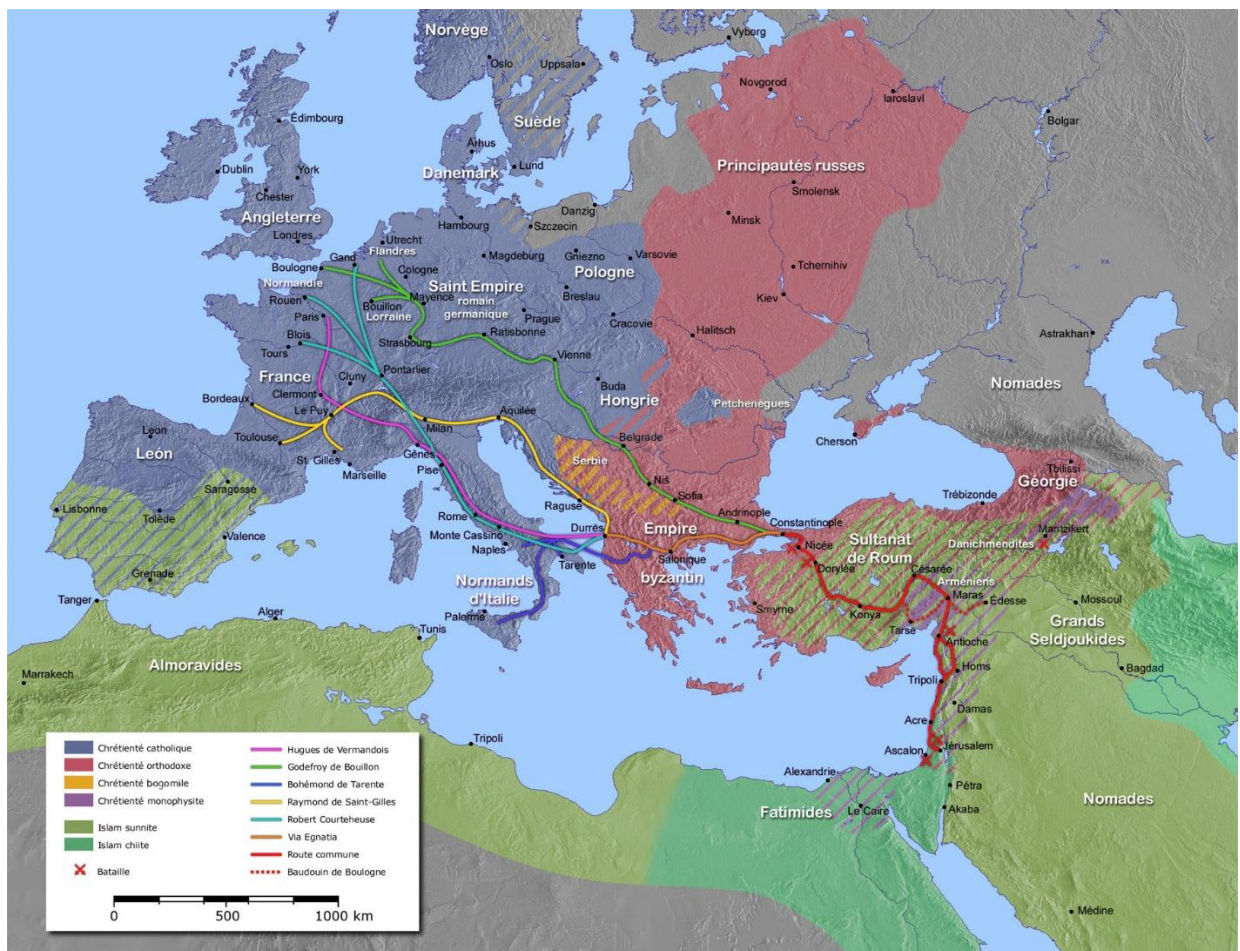 Norvège
Oslo
Uppsala
Vyborg
Novgorod
Iaroslavl
Bolgar
Édimbourg
Suède
Århus
Lund
Danemark
Principautés russes
Smolensk
Minsk
Dublin
York
Chester
Angleterre
Londres
Hambourg
Danzig
Szczecin
Utrecht
Flandres
Gand
Boulogne
Cologne
Magdeburg
Gniezno
Varsovie
Pologne
Tchernihiv
Normandie
Rouen
Bouillon
Lorraine
Mayence
Saint Empire
romain
germanique
Breslau
Prague
Cracovie
Kiev
Paris
Blois
Tours
Strasbourg
Ratisbonne
Vienne
Halitsch
Astrakhan
France
Cluny
Pontarlier
Buda
Hongrie
Petchenègues
Nomades
Clermont
Bordeaux
Le Puy
Milan
Aquilée
Belgrade
Cherson
Toulouse
St. Gilles
Marseille
Gênes
Pise
Serbie
Niš
Sofia
Leon
León
Saragosse
Lisbonne
Tolède
Valence
Grenade
Tanger
Rome
Monte Cassino
Naples
Raguse
Durrës
Tarente
Empire
byzantin
Salonique
Andrinople
Constantinople
Nicée
Dorylée
Sultanat
de Roum
Trébizonde
Tbilissi
Géorgie
Mantzikert
Danichmendites
Césarée
Arméniens
Maras
Édesse
Mossoul
Smyrne
Konya
Tarse
Antioche
Grands
Seldjoukides
Bagdad
Normands
d'Italie
Palerme
Alger
Tunis
Almoravides
Marrakech
Homs
Tripoli
Damas
Acre
Ascalon
Jérusalem
Tripoli
Alexandrie
Le Caire
Fatimides
Pétra
Akaba
Nomades
Médine
Chrétienté catholique
Chrétienté orthodoxe
Chrétienté bogomile
Chrétienté monophysite
Islam sunnite
Islam chiite
Bataille
Hugues de Vermandois
Godefroy de Bouillon
Bohémond de Tarente
Raymond de Saint-Gilles
Robert Courteheuse
Via Egnatia
Route commune
Baudouin de Boulogne
0 500 1000 km